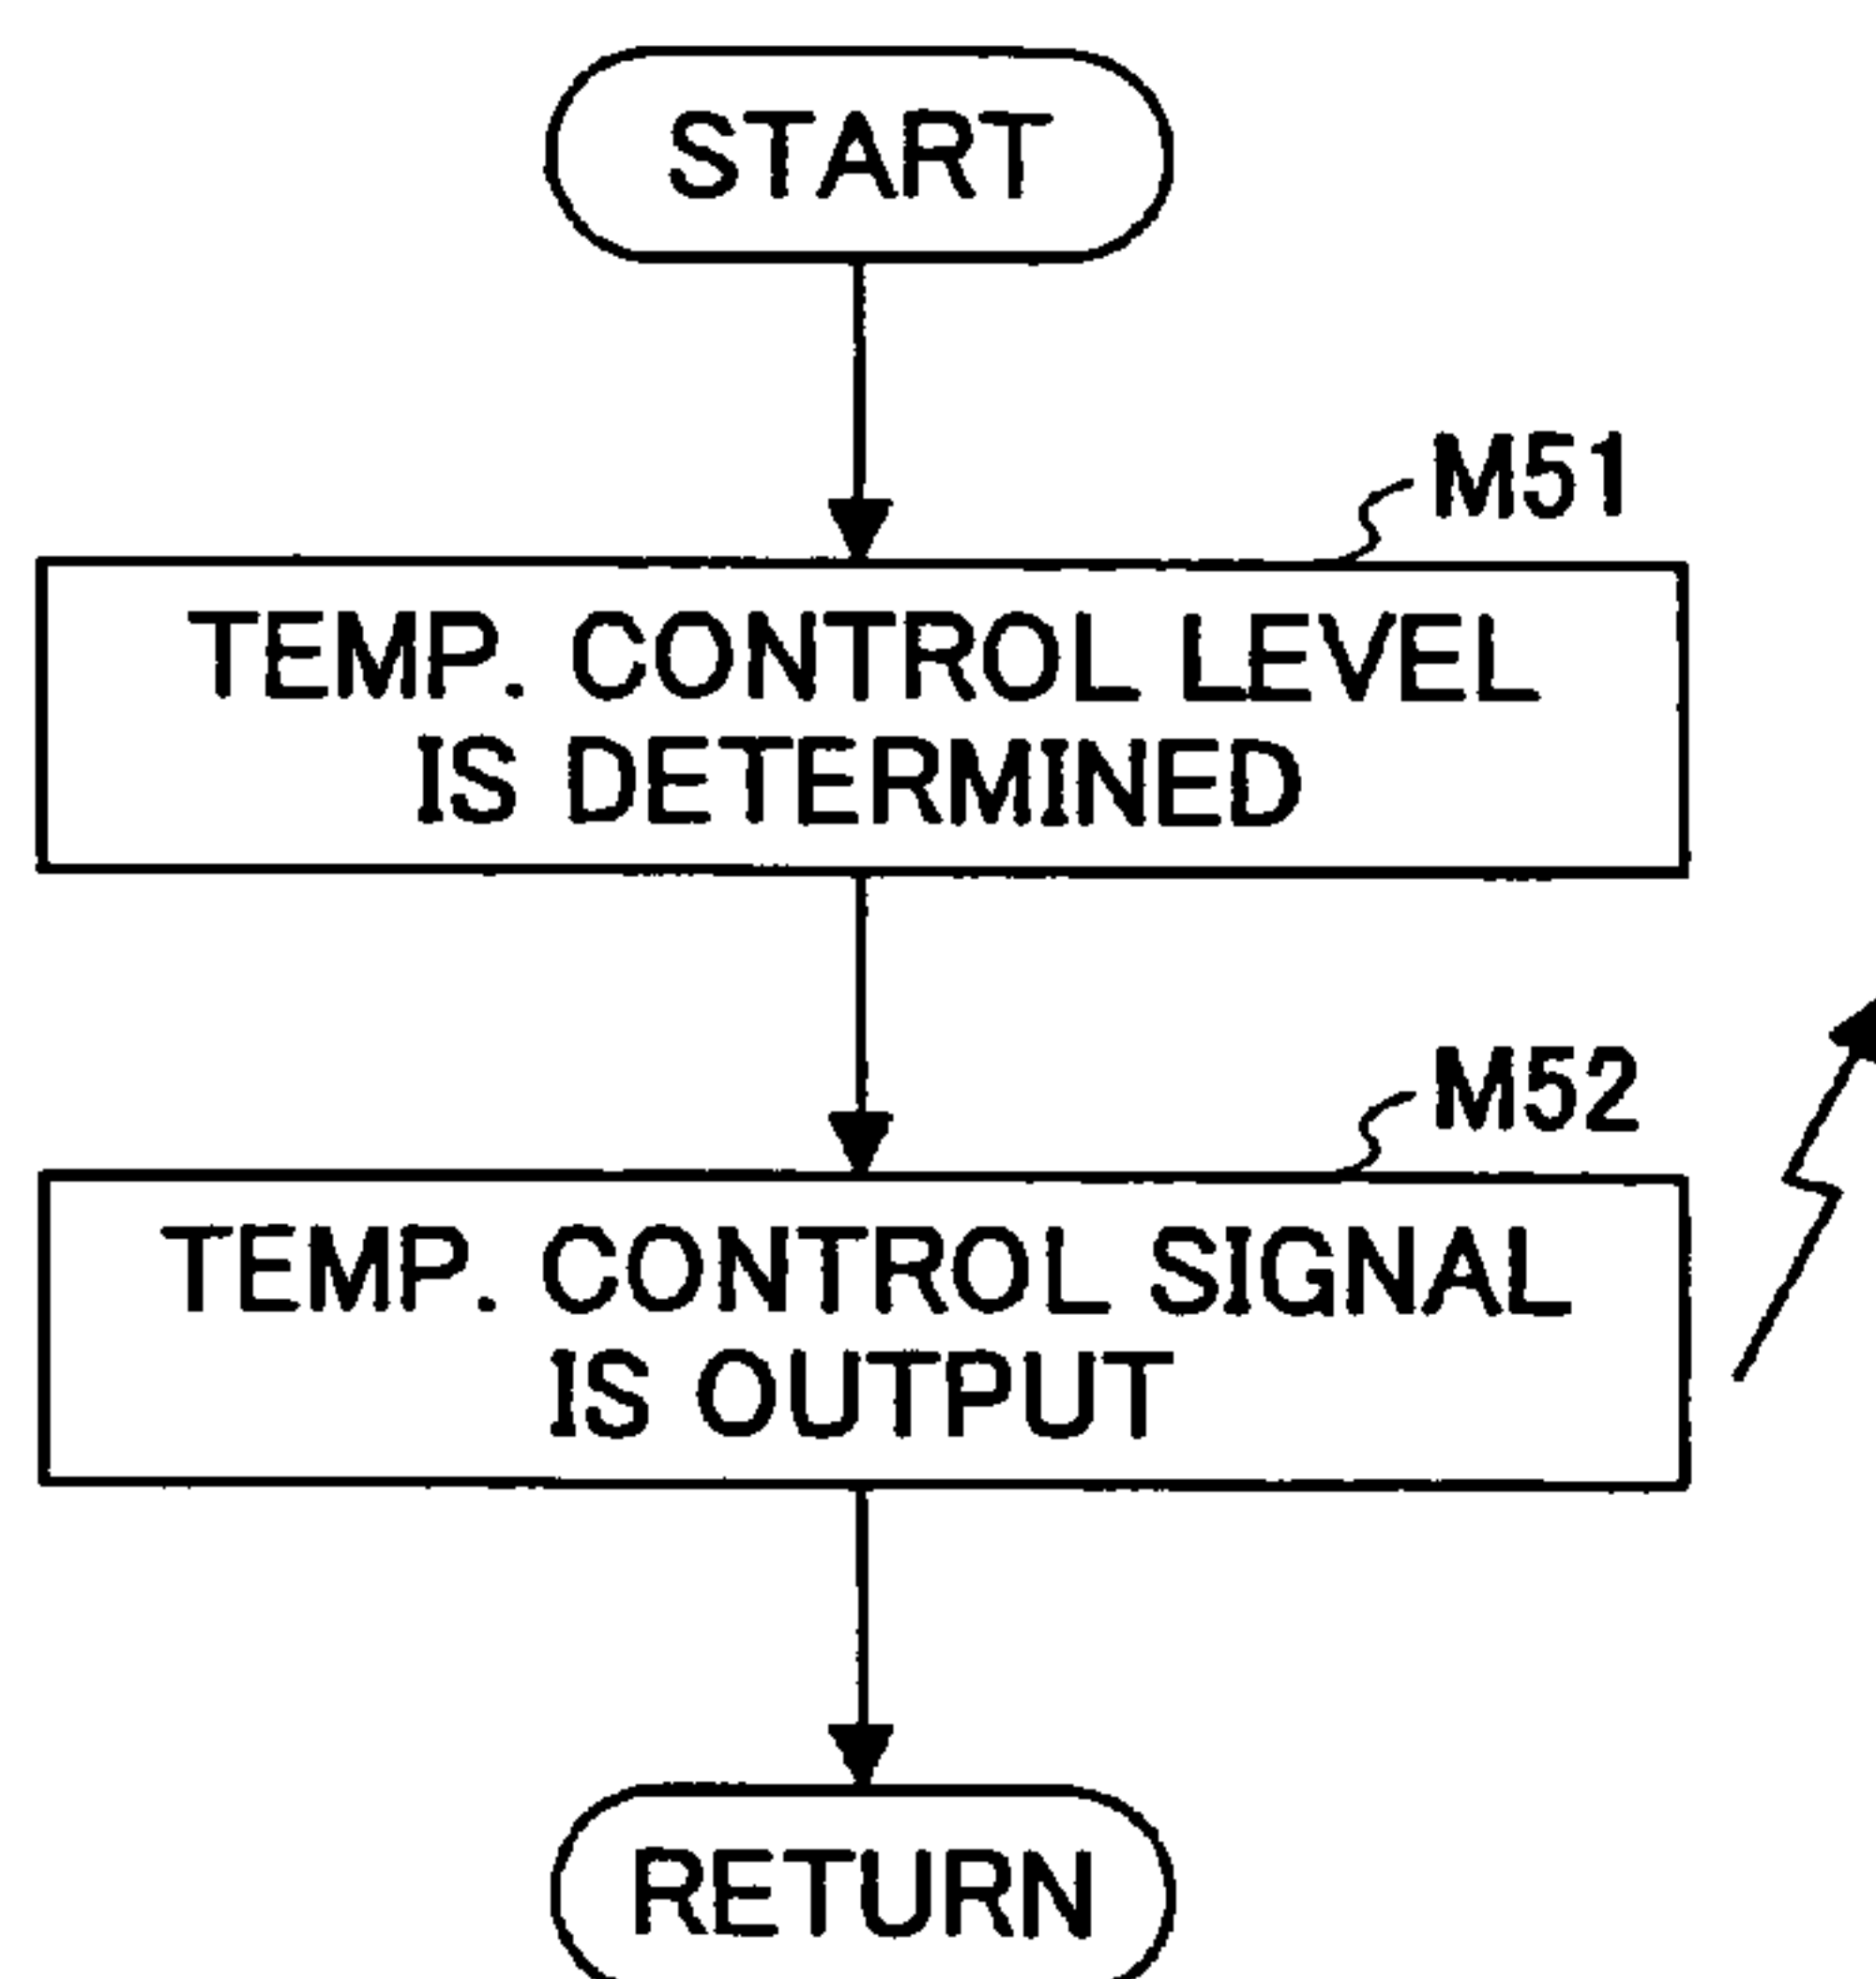 START
M51
TEMP. CONTROL LEVEL
IS DETERMINED
M52
TEMP. CONTROL SIGNAL
IS OUTPUT
RETURN